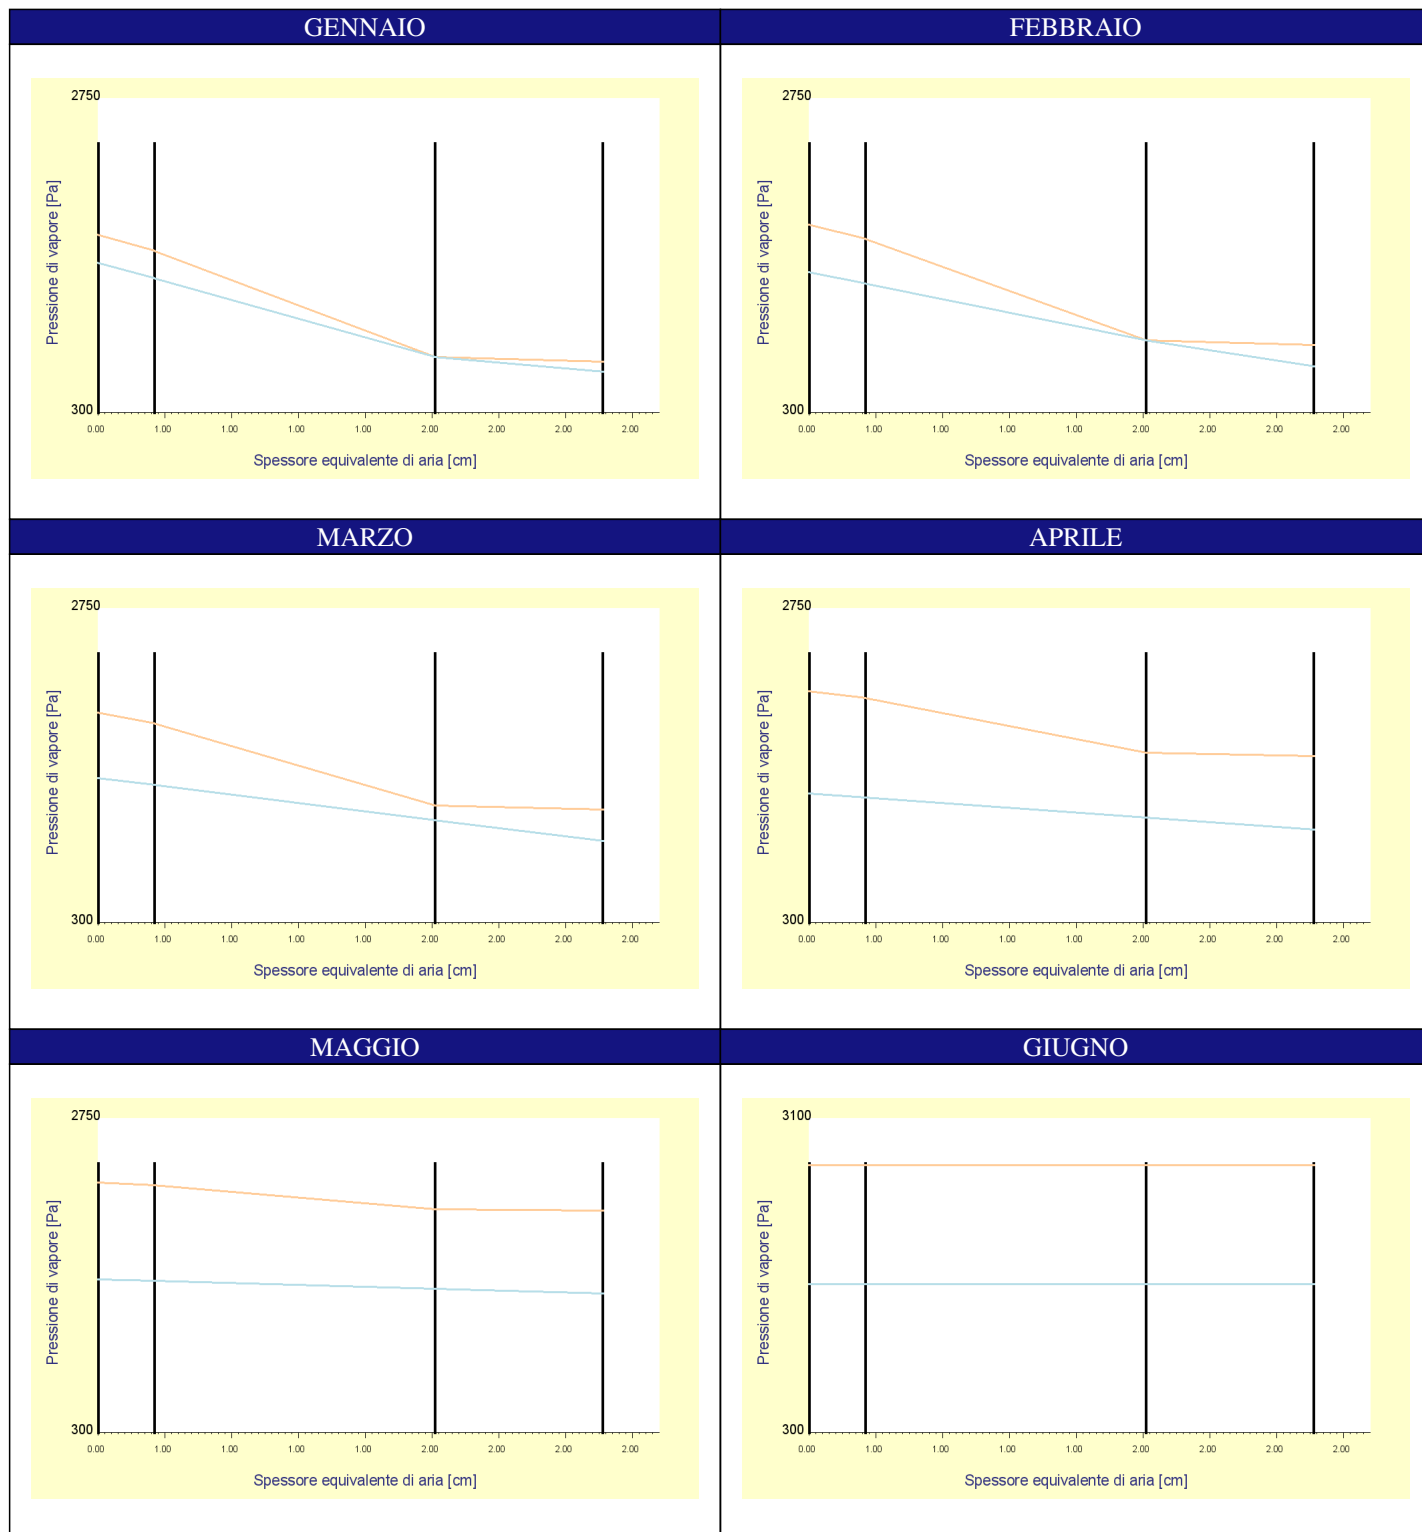 GENNAIO
FEBBRAIO
2750
Pressione di vapore [Pa]
300
0.00 1.00 1.00 1.00 1.00 2.00 2.00 2.00 2.00
Spessore equivalente di aria [cm]
2750
Pressione di vapore [Pa]
300
0.00 1.00 1.00 1.00 1.00 2.00 2.00 2.00 2.00
Spessore equivalente di aria [cm]
MARZO
APRILE
2750
Pressione di vapore [Pa]
300
0.00 1.00 1.00 1.00 1.00 2.00 2.00 2.00 2.00
Spessore equivalente di aria [cm]
2750
Pressione di vapore [Pa]
300
0.00 1.00 1.00 1.00 1.00 2.00 2.00 2.00 2.00
Spessore equivalente di aria [cm]
MAGGIO
GIUGNO
2750
Pressione di vapore [Pa]
300
0.00 1.00 1.00 1.00 1.00 2.00 2.00 2.00 2.00
Spessore equivalente di aria [cm]
3100
Pressione di vapore [Pa]
300
0.00 1.00 1.00 1.00 1.00 2.00 2.00 2.00 2.00
Spessore equivalente di aria [cm]